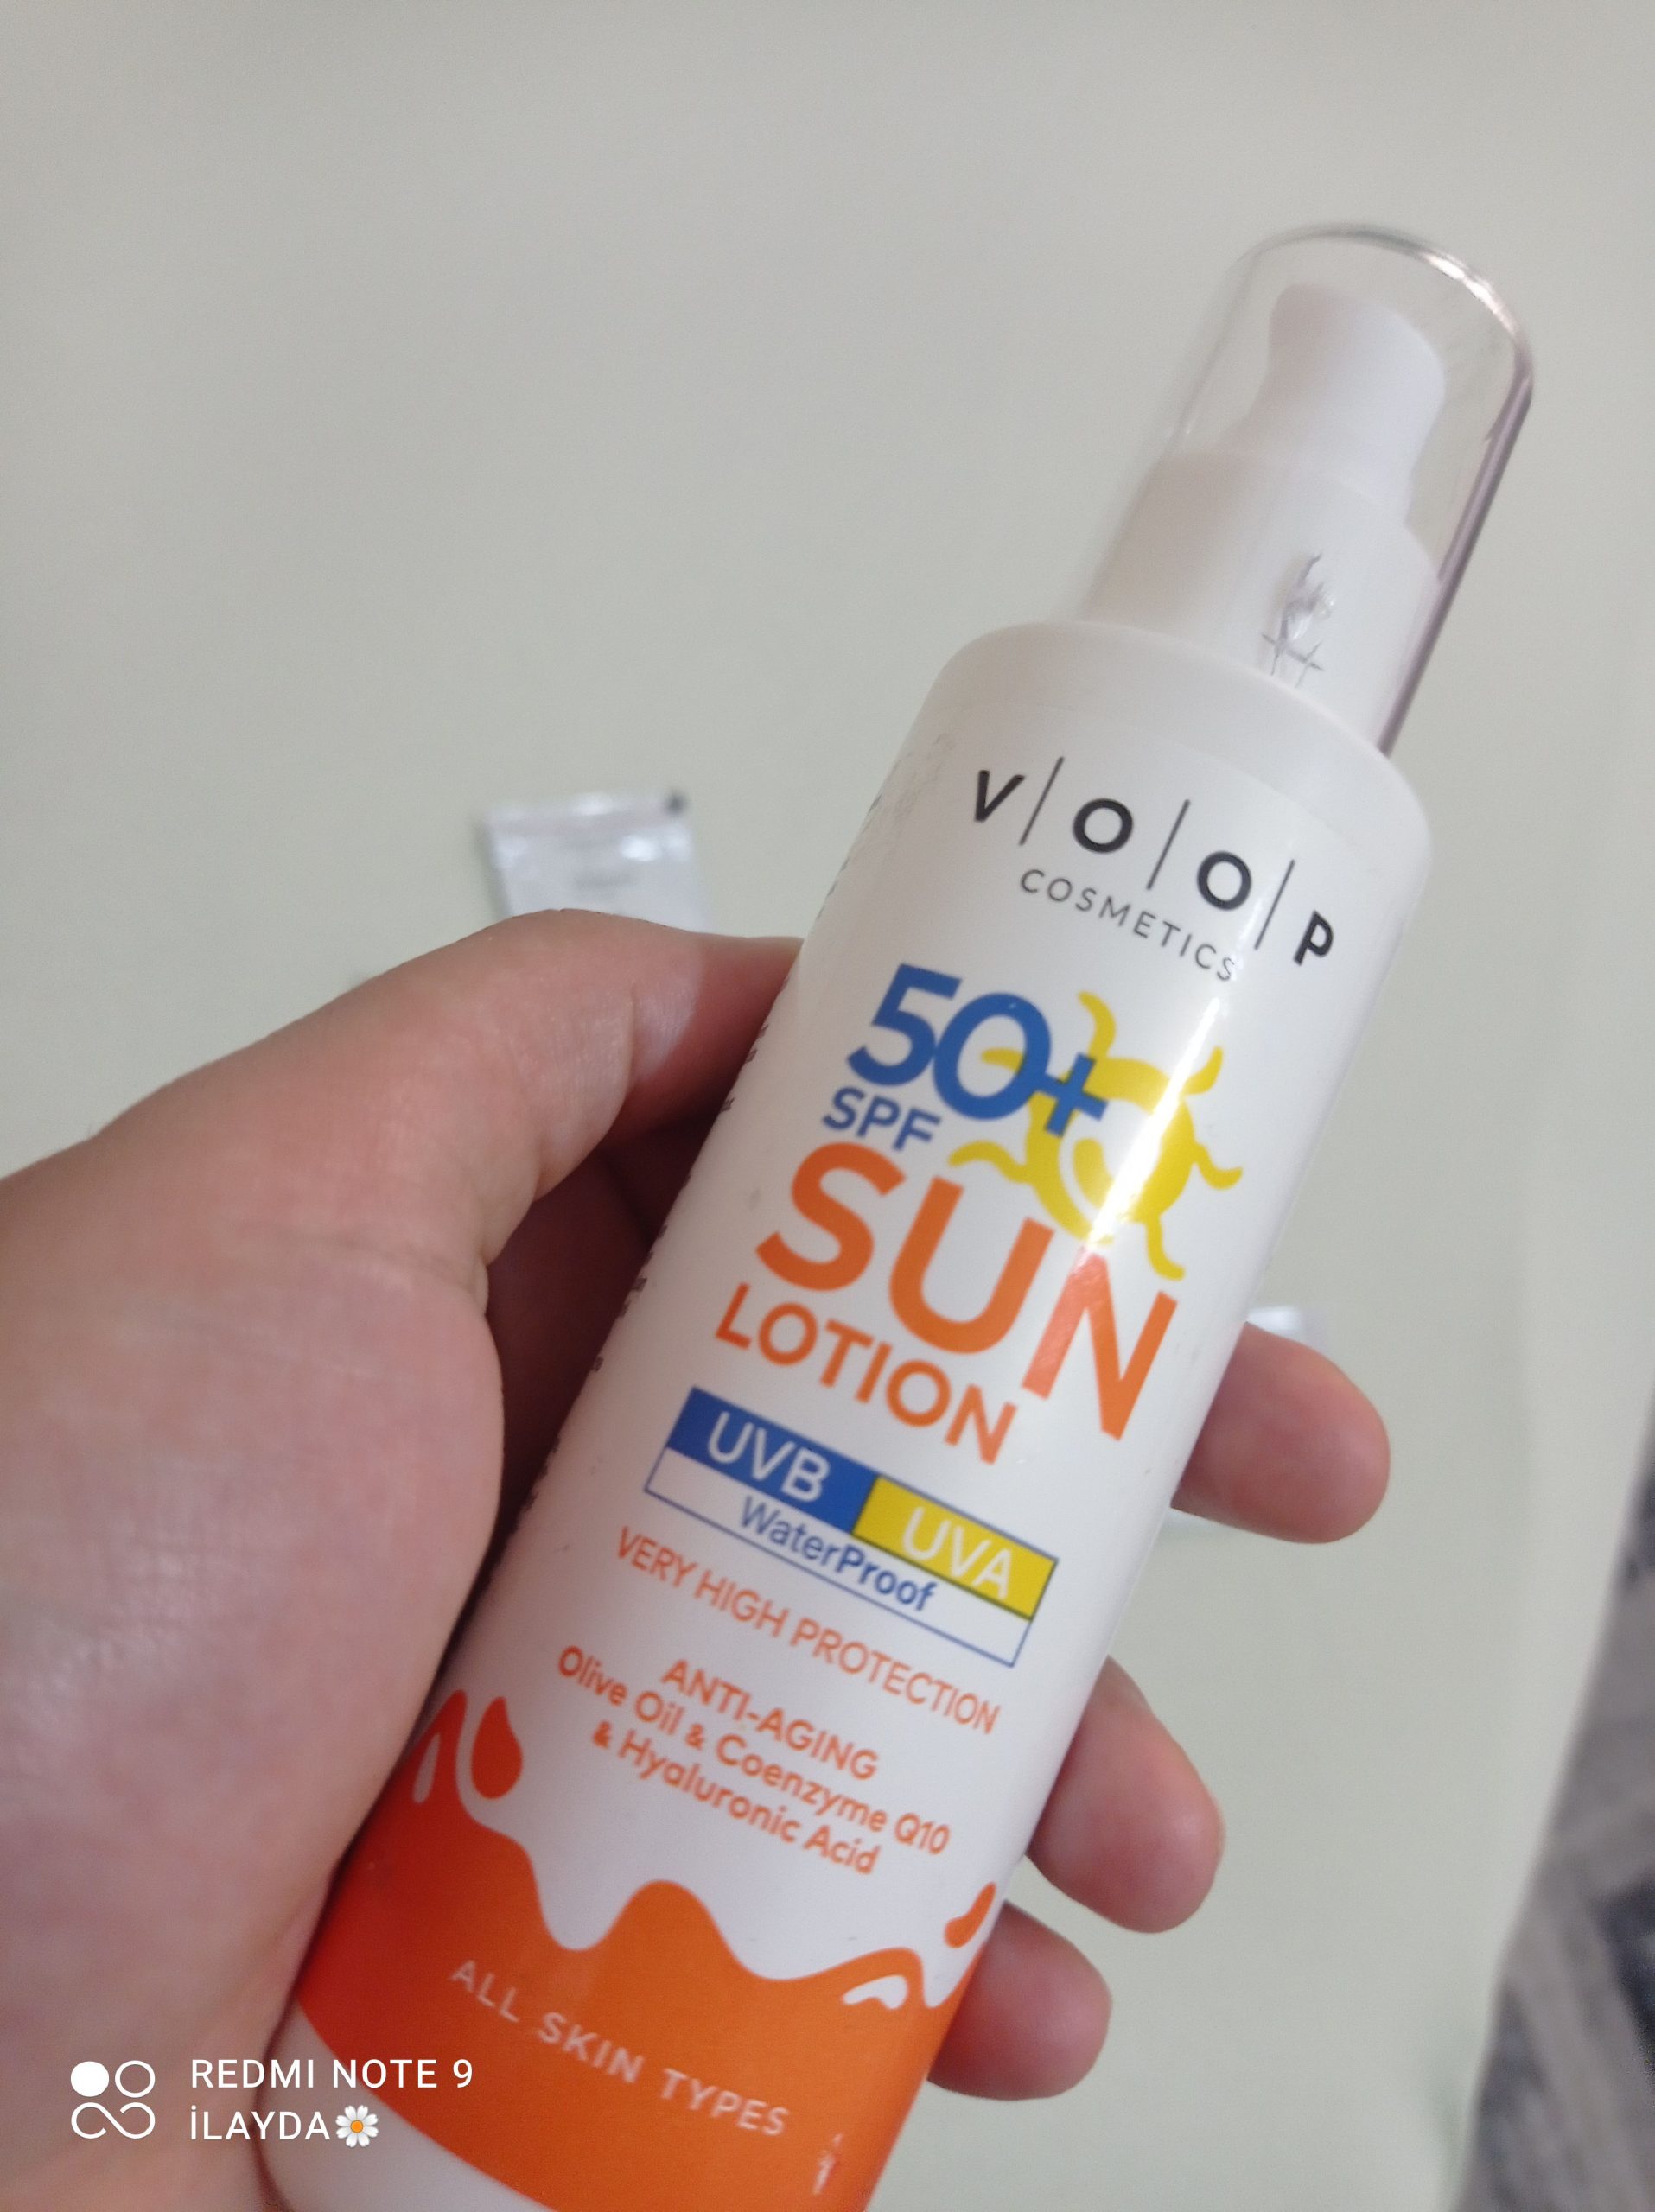 V|O|O|P
COSMETICS
50+
SPF
SUN
LOTION
UVB UVA
WaterProof
VERY HIGH PROTECTION
ANTI-AGING
Olive Oil & Coenzyme Q10
& Hyaluronic Acid
ALL SKIN TYPES
REDMI NOTE 9
İLAYDA🌼